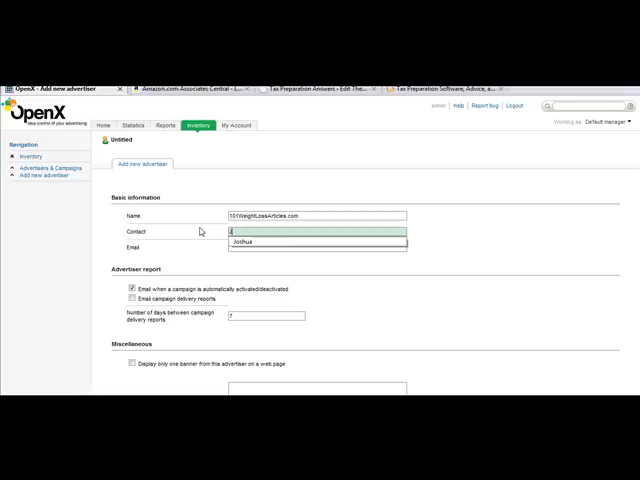 OpenX - Add new advertiser
Amazon.com Associates Central - L...
Tax Preparation Answers - Edit The...
Tax Preparation Software, Advice, a...
OpenX
take control of your advertising
admin Help Report bug Logout
Home Statistics Reports Inventory My Account
Working as Default manager
Navigation
Inventory
Advertisers & Campaigns
Add new advertiser
Untitled
Add new advertiser
Basic information
Name 101WeightLossArticles.com
Contact J
Joshua
Email
Advertiser report
Email when a campaign is automatically activated/deactivated
Email campaign delivery reports
Number of days between campaign
delivery reports
7
Miscellaneous
Display only one banner from this advertiser on a web page